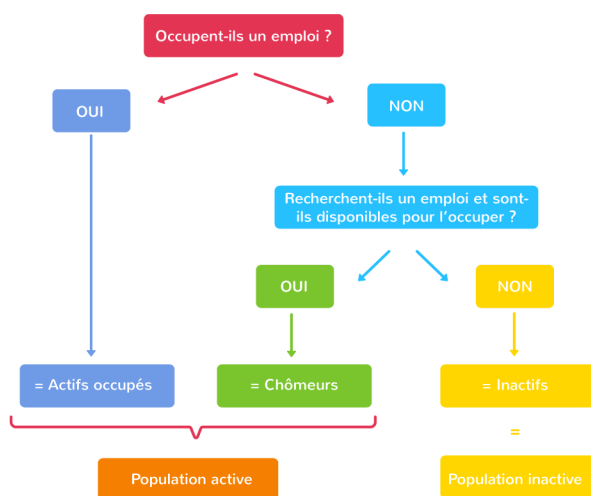 Occupent-ils un emploi ?
OUI
NON
Recherchent-ils un emploi et sont-
ils disponibles pour l'occuper ?
OUI
NON
= Actifs occupés
= Chômeurs
= Inactifs
=
Population active
Population inactive